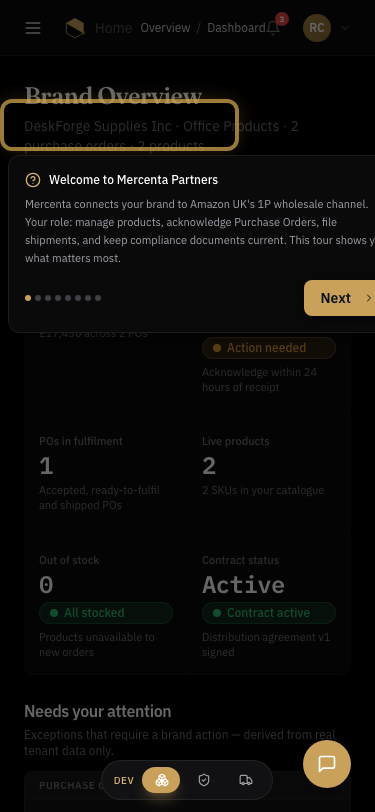 Home Overview / Dashboard 3 RC
Brand Overview
DeskForge Supplies Inc · Office Products · 2
purchase orders · 2 products
Welcome to Mercenta Partners
Mercenta connects your brand to Amazon UK's 1P wholesale channel.
Your role: manage products, acknowledge Purchase Orders, file
shipments, and keep compliance documents current. This tour shows y
what matters most.
Next
£17,430 across 2 POs
Action needed
Acknowledge within 24
hours of receipt
POs in fulfilment
1
Accepted, ready-to-fulfil
and shipped POs
Live products
2
2 SKUs in your catalogue
Out of stock
0
All stocked
Products unavailable to
new orders
Contract status
Active
Contract active
Distribution agreement v1
signed
Needs your attention
Exceptions that require a brand action — derived from real
tenant data only.
PURCHASE
DEV